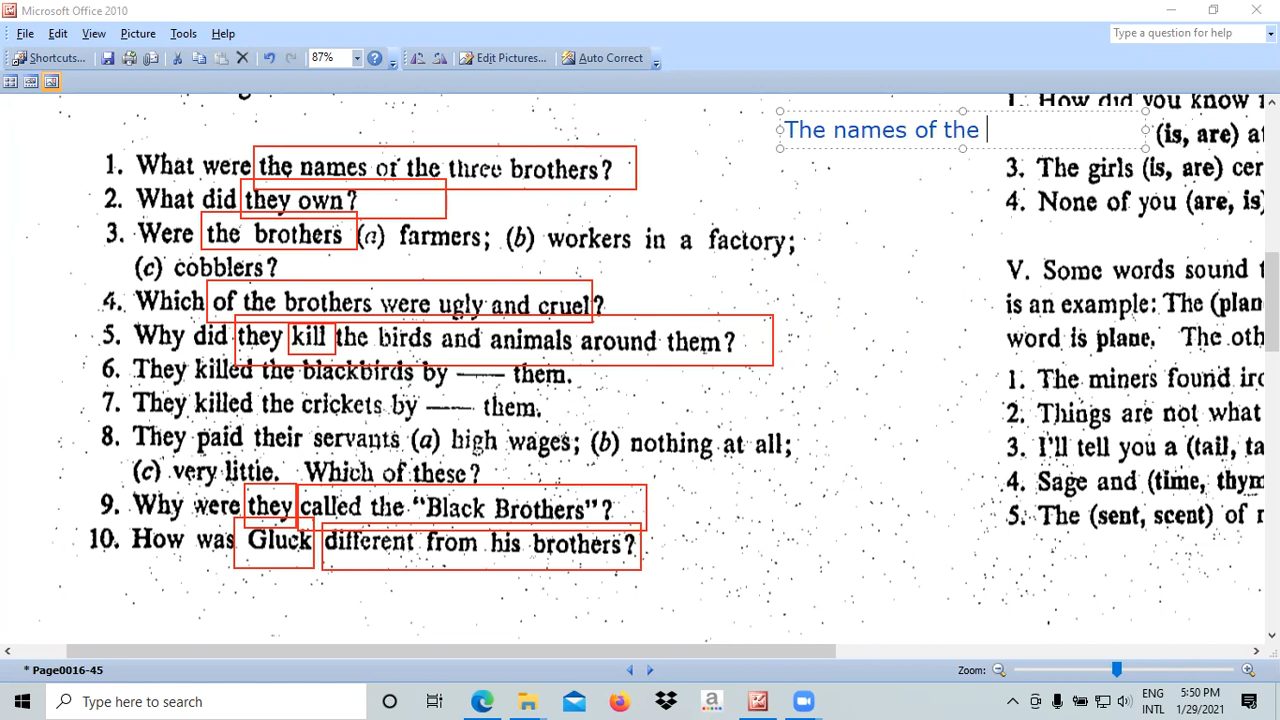 Microsoft Office 2010
File Edit View Picture Tools Help
Type a question for help
Shortcuts... 87% Edit Pictures... Auto Correct
The names of the
1. What were the names of the three brothers?
2. What did they own?
3. Were the brothers (a) farmers; (b) workers in a factory;
(c) cobblers?
4. Which of the brothers were ugly and cruel?
5. Why did they kill the birds and animals around them?
6. They killed the blackbirds by —— them.
7. They killed the crickets by —— them.
8. They paid their servants (a) high wages; (b) nothing at all;
(c) very little. Which of these?
9. Why were they called the "Black Brothers"?
10. How was Gluck different from his brothers?
1. How did you know i
(is, are) at
3. The girls (is, are) cer
4. None of you (are, is)
V. Some words sound t
is an example: The (plan
word is plane. The oth
1. The miners found iro
2. Things are not what
3. I'll tell you a (tail, ta
4. Sage and (time, thym
5. The (sent, scent) of r
* Page0016-45
Zoom:
Type here to search
a
ENG
INTL
5:50 PM
1/29/2021